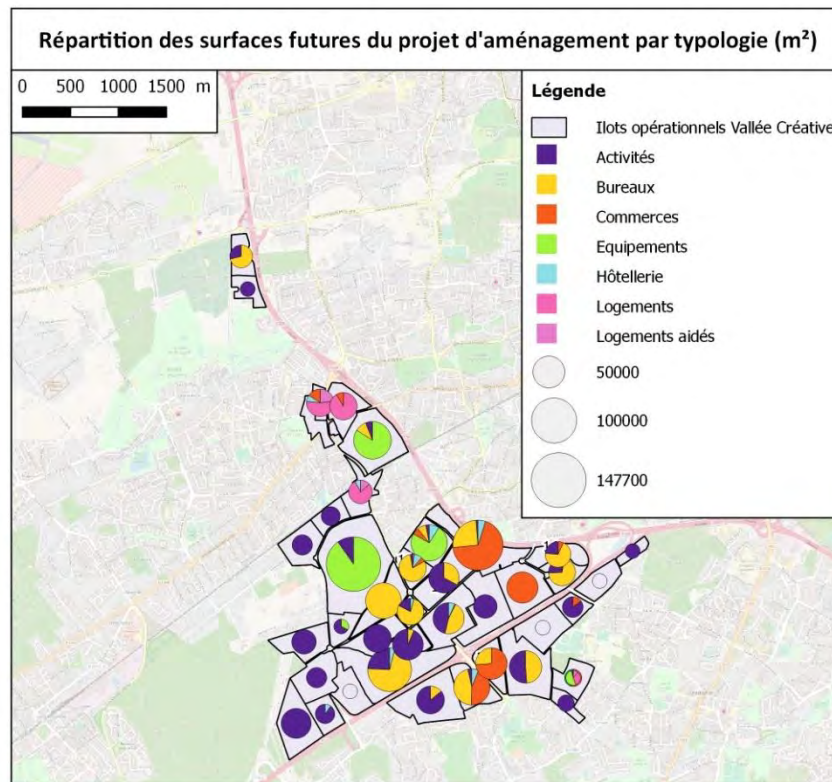 Répartition des surfaces futures du projet d'aménagement par typologie (m²)
0 500 1000 1500 m
Légende
Ilots opérationnels Vallée Créative
Activités
Bureaux
Commerces
Equipements
Hôtellerie
Logements
Logements aidés
50000
100000
147700